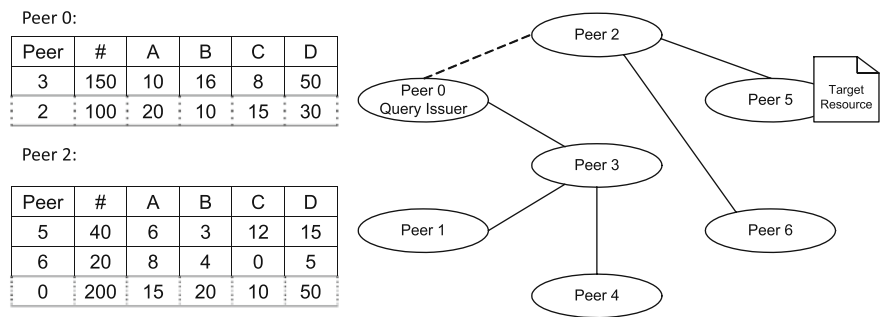 Peer 0:
Peer # A B C D
3 150 10 16 8 50
2 100 20 10 15 30
Peer 2:
Peer # A B C D
5 40 6 3 12 15
6 20 8 4 0 5
0 200 15 20 10 50
Peer 2
Peer 0
Query Issuer
Peer 5
Target
Resource
Peer 3
Peer 1
Peer 6
Peer 4